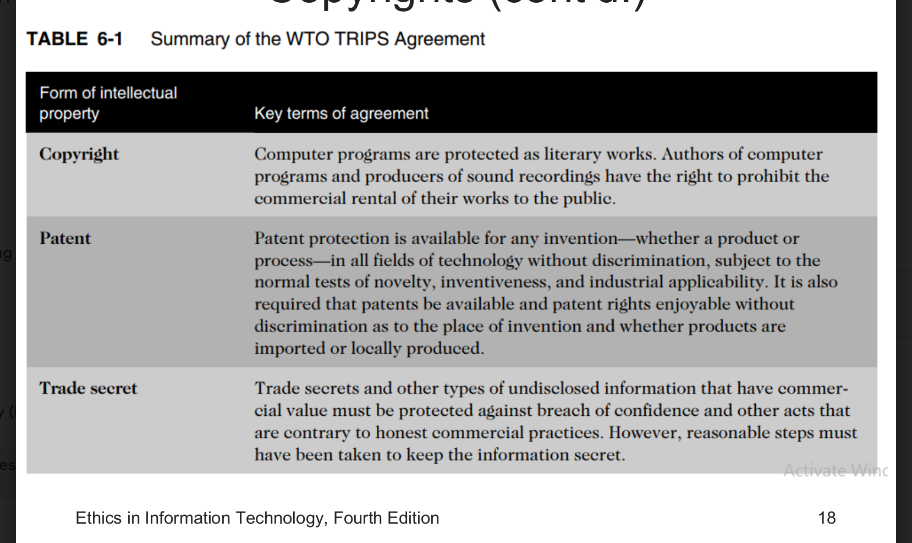 Copyrights (cont'd.)
TABLE 6-1 Summary of the WTO TRIPS Agreement
Form of intellectual
property
Key terms of agreement
Copyright
Computer programs are protected as literary works. Authors of computer
programs and producers of sound recordings have the right to prohibit the
commercial rental of their works to the public.
Patent
Patent protection is available for any invention—whether a product or
process—in all fields of technology without discrimination, subject to the
normal tests of novelty, inventiveness, and industrial applicability. It is also
required that patents be available and patent rights enjoyable without
discrimination as to the place of invention and whether products are
imported or locally produced.
Trade secret
Trade secrets and other types of undisclosed information that have commer-
cial value must be protected against breach of confidence and other acts that
are contrary to honest commercial practices. However, reasonable steps must
have been taken to keep the information secret.
Activate Winc
Ethics in Information Technology, Fourth Edition
18